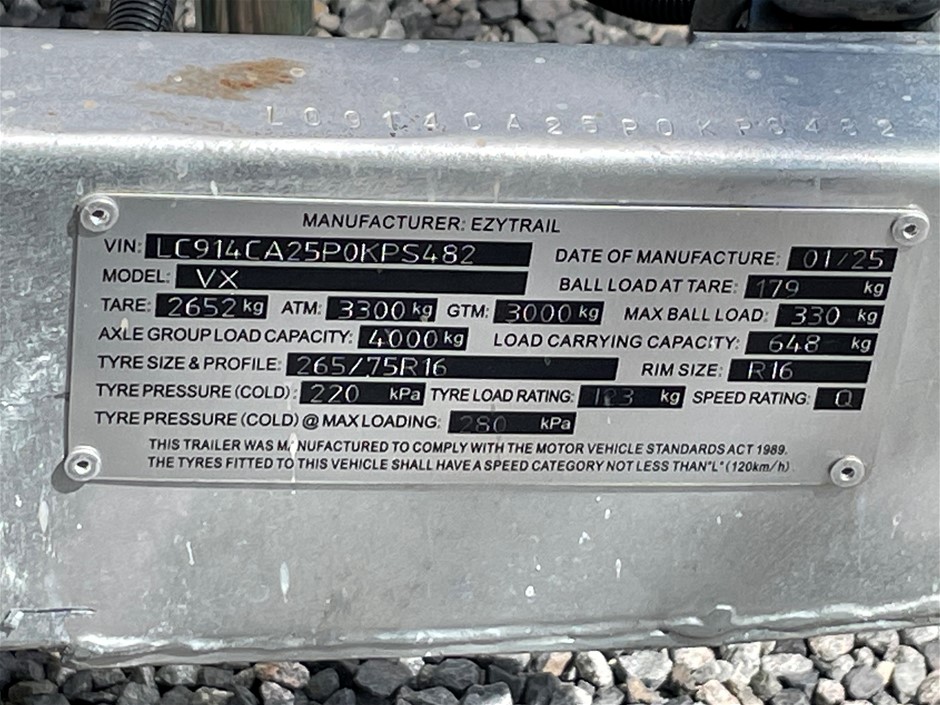 LC914CA25P0KPS482
MANUFACTURER: EZYTRAIL
VIN: LC914CA25P0KPS482 DATE OF MANUFACTURE: 01/25
MODEL: VX BALL LOAD AT TARE: 179 kg
TARE: 2652 kg ATM: 3300 kg GTM: 3000 kg MAX BALL LOAD: 330 kg
AXLE GROUP LOAD CAPACITY: 4000 kg LOAD CARRYING CAPACITY: 648 kg
TYRE SIZE & PROFILE: 265/75R16 RIM SIZE: R16
TYRE PRESSURE (COLD): 220 kPa TYRE LOAD RATING: 123 kg SPEED RATING: Q
TYRE PRESSURE (COLD) @ MAX LOADING: 280 kPa
THIS TRAILER WAS MANUFACTURED TO COMPLY WITH THE MOTOR VEHICLE STANDARDS ACT 1989.
THE TYRES FITTED TO THIS VEHICLE SHALL HAVE A SPEED CATEGORY NOT LESS THAN "L" (120km/h)